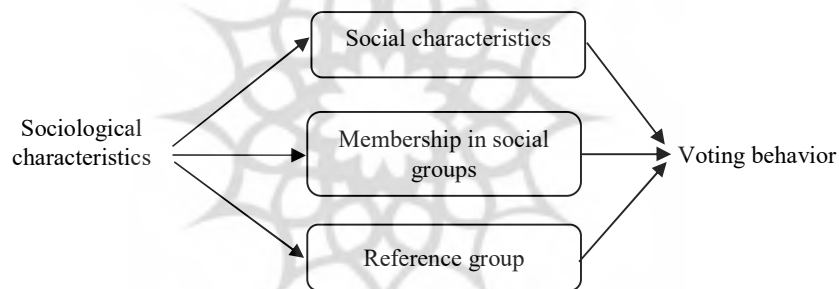 Social characteristics
Sociological
characteristics
Membership in social
groups
Voting behavior
Reference group